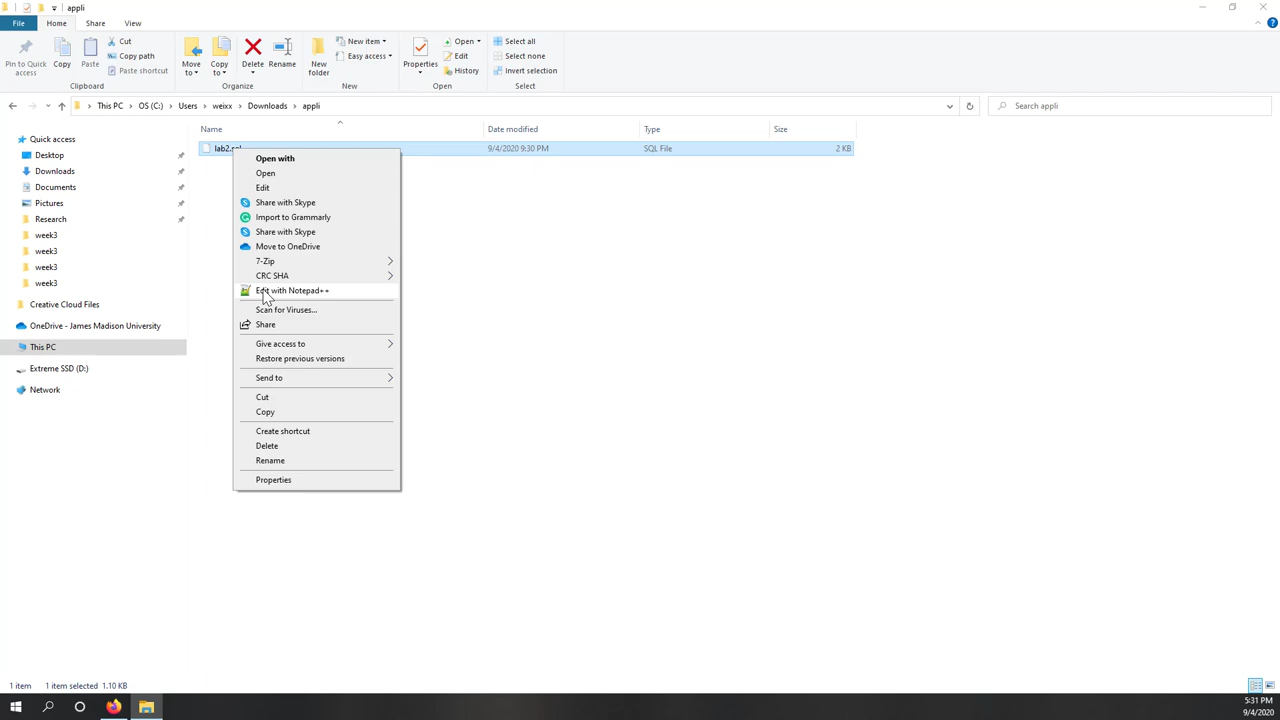 appli
File Home Share View
Pin to Quick access
Copy
Paste
Cut
Copy path
Paste shortcut
Clipboard
Move to
Copy to
Delete
Rename
Organize
New folder
New item
Easy access
New
Properties
Open
Edit
History
Open
Select all
Select none
Invert selection
Select
This PC OS (C:) Users weixx Downloads appli
Search appli
Name Date modified Type Size
lab2. 9/4/2020 9:30 PM SQL File 2 KB
Quick access
Desktop
Downloads
Documents
Pictures
Research
week3
week3
week3
week3
Creative Cloud Files
OneDrive - James Madison University
This PC
Extreme SSD (D:)
Network
Open with
Open
Edit
Share with Skype
Import to Grammarly
Share with Skype
Move to OneDrive
7-Zip
CRC SHA
Edit with Notepad++
Scan for Viruses...
Share
Give access to
Restore previous versions
Send to
Cut
Copy
Create shortcut
Delete
Rename
Properties
1 item 1 item selected 1.10 KB
5:31 PM
9/4/2020